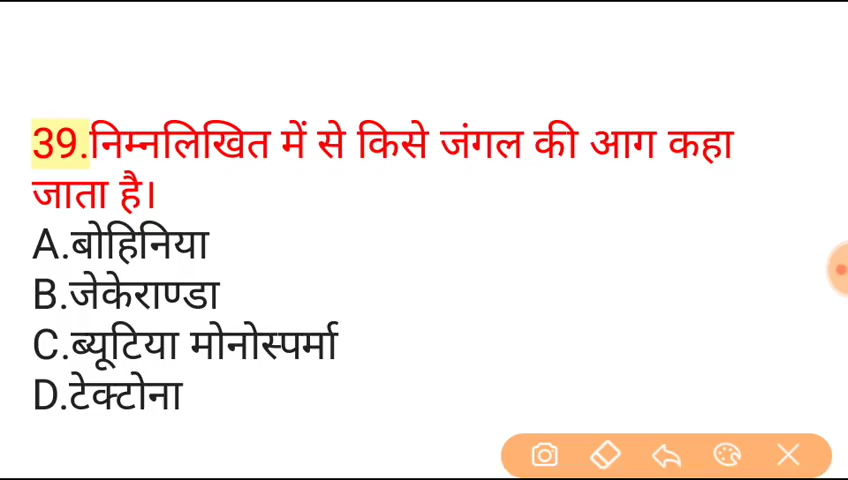 39.निम्नलिखित में से किसे जंगल की आग कहा
जाता है।
A.बोहिनिया
B.जेकेराण्डा
C.ब्यूटिया मोनोस्पर्मा
D.टेक्टोना